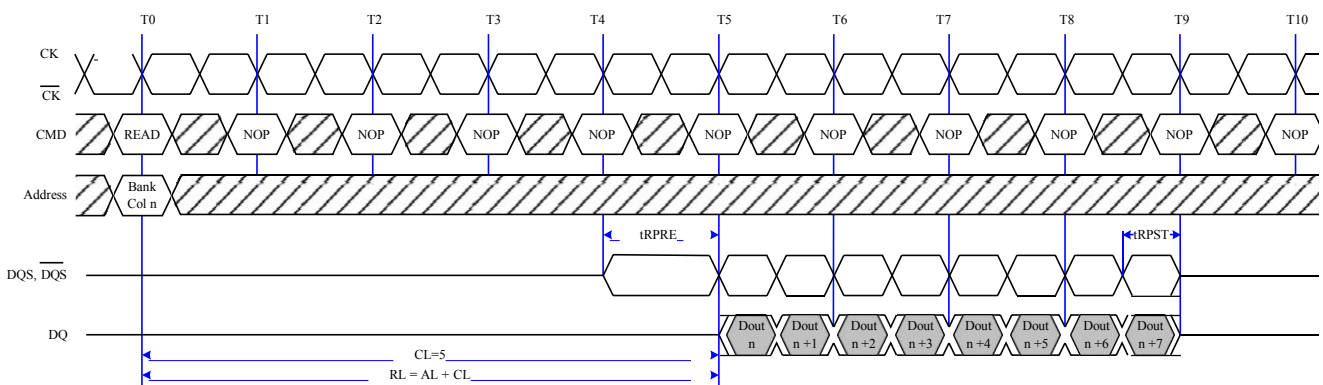 T0 T1 T2 T3 T4 T5 T6 T7 T8 T9 T10
CK
CK
CMD READ NOP NOP NOP NOP NOP NOP NOP NOP NOP NOP
Address Bank
Col n
tRPRE tRPST
DQS, DQS
DQ Dout Dout Dout Dout Dout Dout Dout Dout
n n +1 n +2 n +3 n +4 n +5 n +6 n +7
CL=5
RL = AL + CL